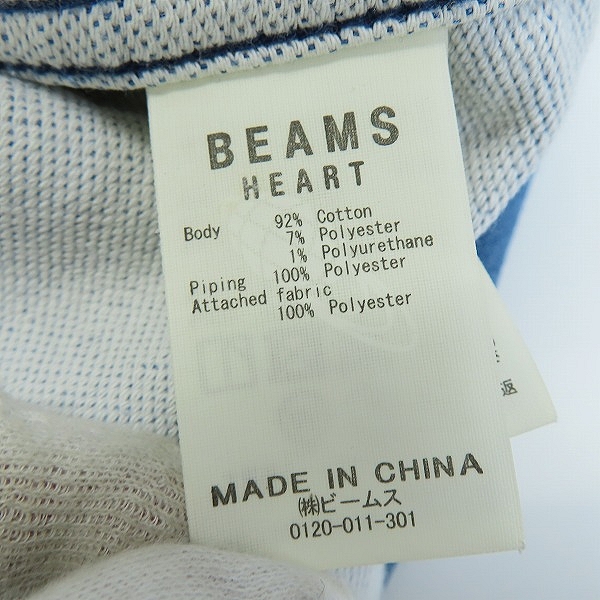 BEAMS
HEART
Body 92% Cotton
7% Polyester
1% Polyurethane
Piping 100% Polyester
Attached fabric
100% Polyester
MADE IN CHINA
㈱ビームス
0120-011-301
返